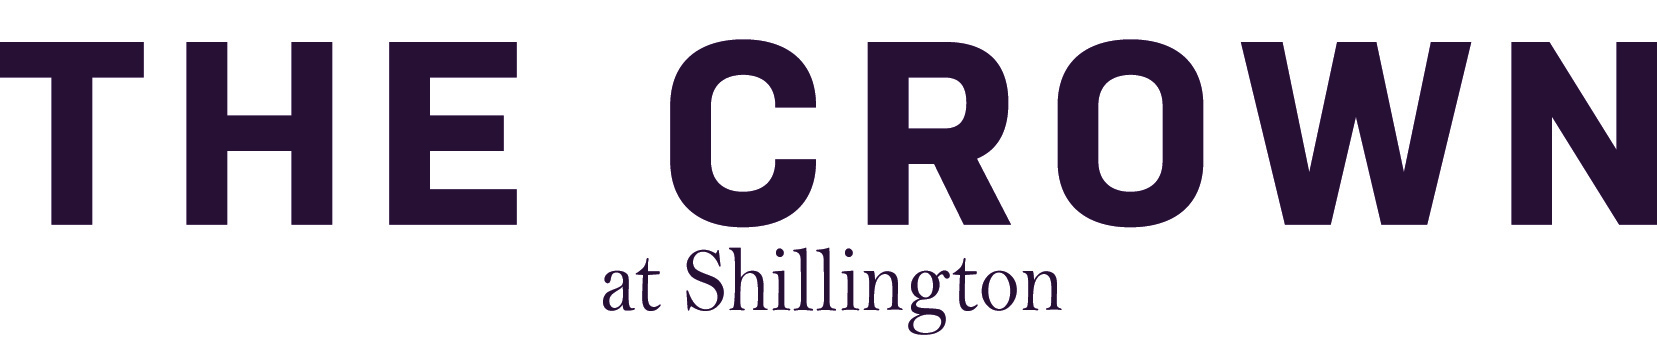 THE CROWN
at Shillington